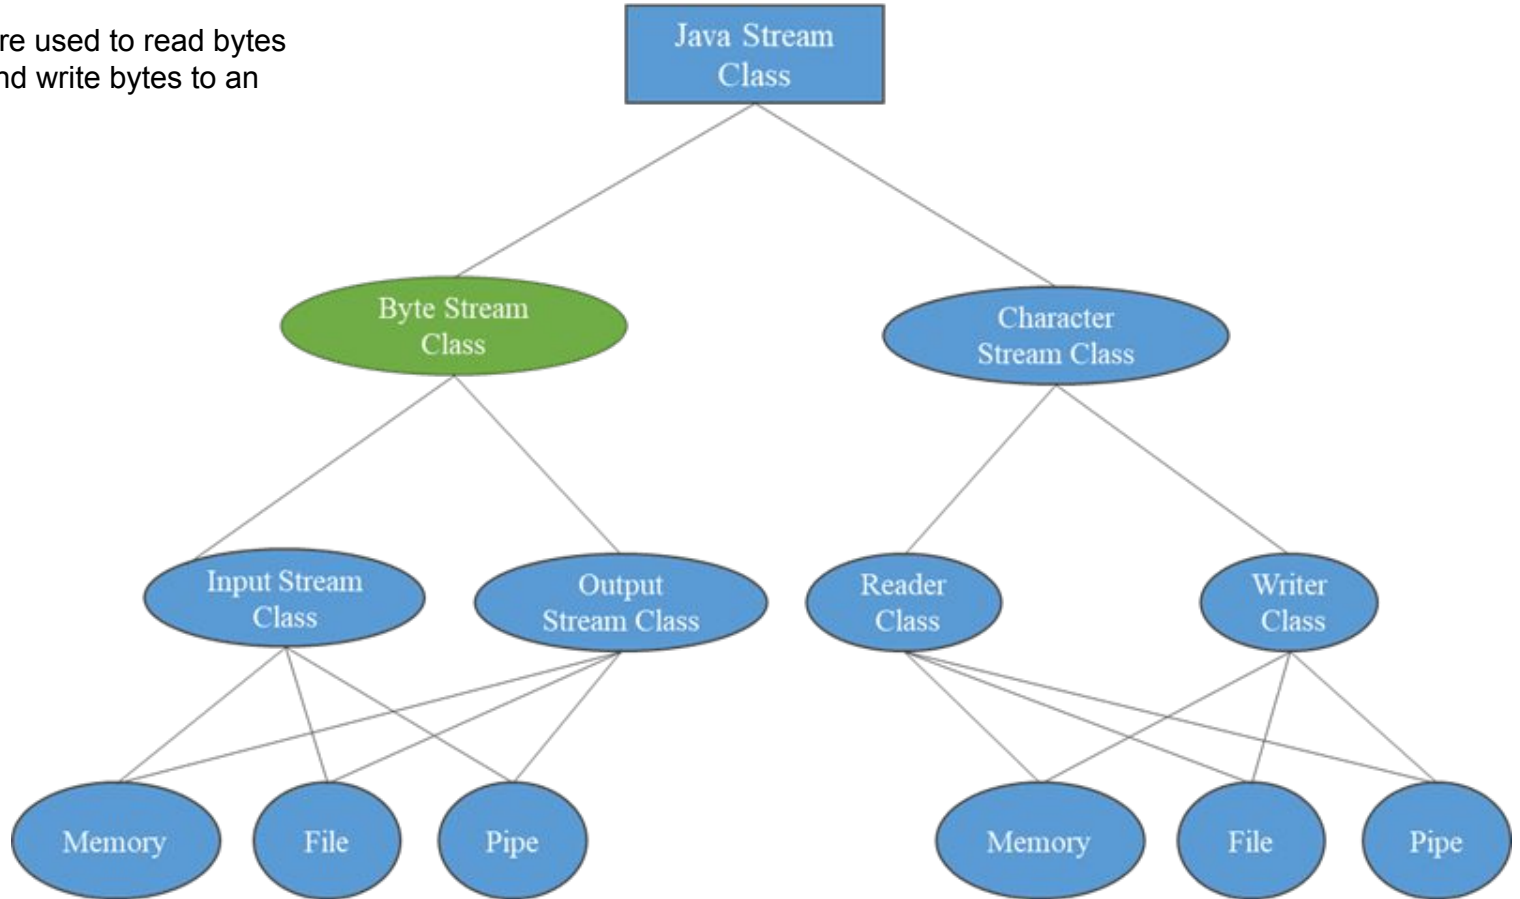 re used to read bytes
nd write bytes to an
Java Stream
Class
Byte Stream
Class
Character
Stream Class
Input Stream
Class
Output
Stream Class
Reader
Class
Writer
Class
Memory
File
Pipe
Memory
File
Pipe